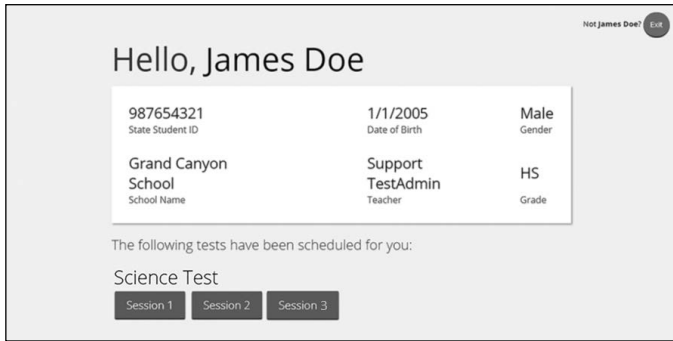 Not James Doe? Exit
Hello, James Doe
987654321 1/1/2005 Male
State Student ID Date of Birth Gender
Grand Canyon Support
School TestAdmin HS
School Name Teacher Grade
The following tests have been scheduled for you:
Science Test
Session 1 Session 2 Session 3